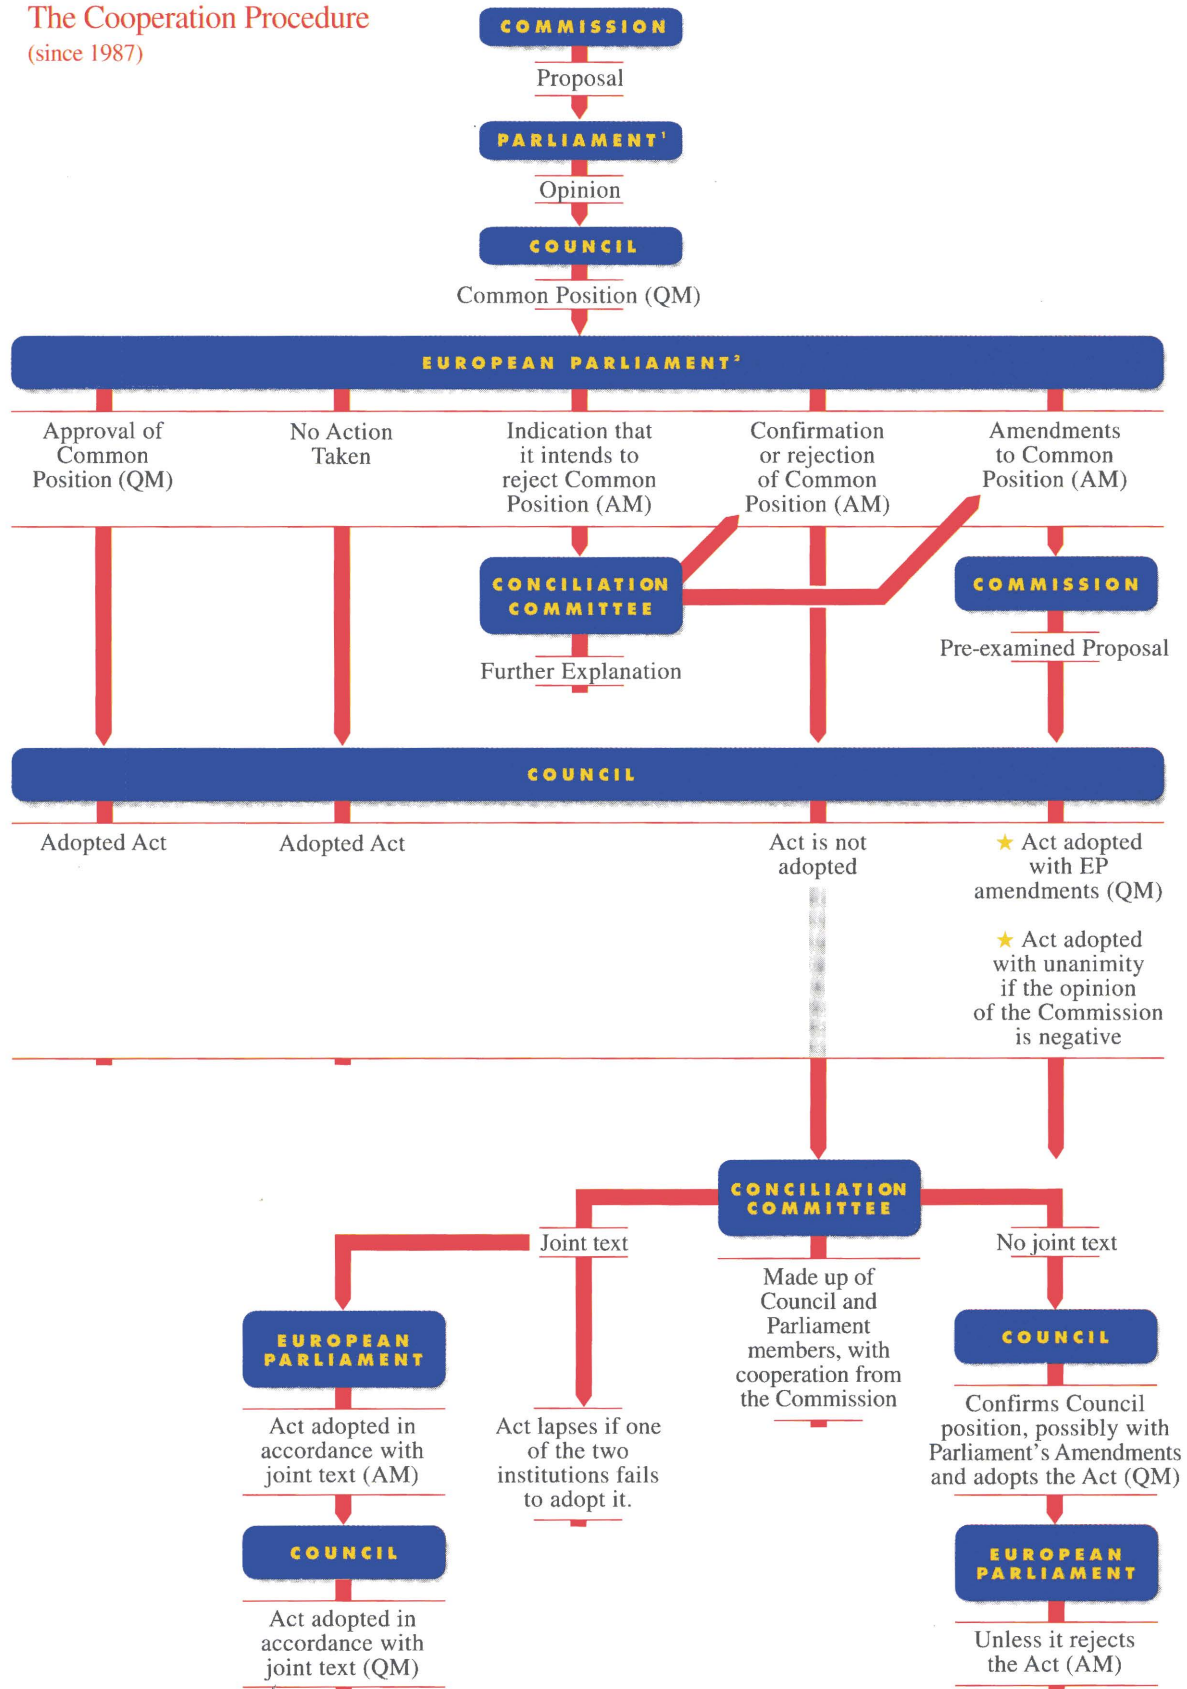 The Cooperation Procedure
(since 1987)
COMMISSION
Proposal
PARLIAMENT¹
Opinion
COUNCIL
Common Position (QM)
EUROPEAN PARLIAMENT²
Approval of
Common
Position (QM)
No Action
Taken
Indication that
it intends to
reject Common
Position (AM)
Confirmation
or rejection
of Common
Position (AM)
Amendments
to Common
Position (AM)
CONCILIATION
COMMITTEE
Further Explanation
COMMISSION
Pre-examined Proposal
COUNCIL
Adopted Act
Adopted Act
Act is not
adopted
★ Act adopted
with EP
amendments (QM)
★ Act adopted
with unanimity
if the opinion
of the Commission
is negative
CONCILIATION
COMMITTEE
Joint text
No joint text
Made up of
Council and
Parliament
members, with
cooperation from
the Commission
EUROPEAN
PARLIAMENT
Act adopted in
accordance with
joint text (AM)
Act lapses if one
of the two
institutions fails
to adopt it.
COUNCIL
Confirms Council
position, possibly with
Parliament's Amendments
and adopts the Act (QM)
COUNCIL
Act adopted in
accordance with
joint text (QM)
EUROPEAN
PARLIAMENT
Unless it rejects
the Act (AM)